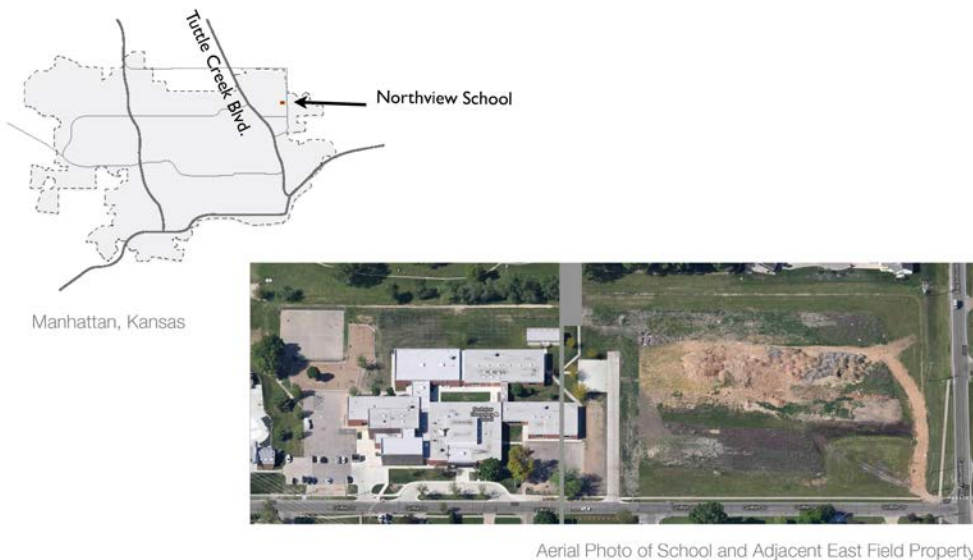 Tuttle Creek Blvd.
Northview School
Manhattan, Kansas
Aerial Photo of School and Adjacent East Field Property